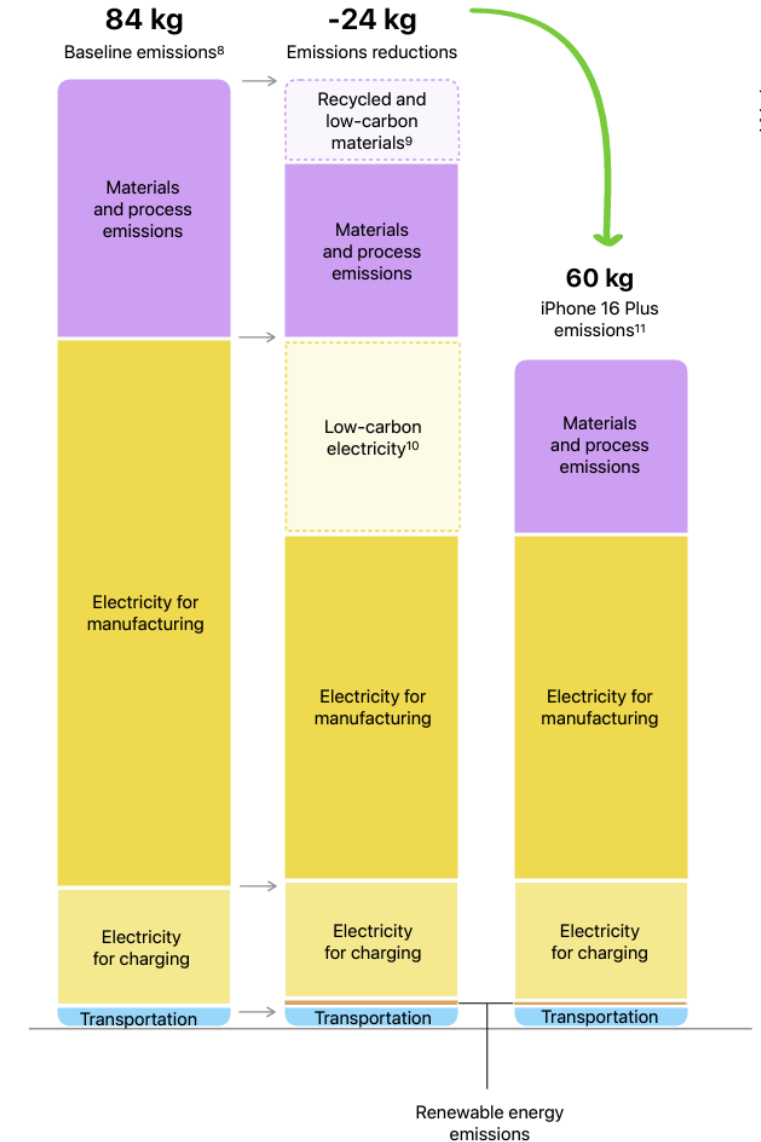 84 kg
Baseline emissions⁸
Materials
and process
emissions
Electricity for
manufacturing
Electricity
for charging
Transportation
-24 kg
Emissions reductions
Recycled and
low-carbon
materials⁹
Materials
and process
emissions
Low-carbon
electricity¹⁰
Electricity for
manufacturing
Electricity
for charging
Transportation
60 kg
iPhone 16 Plus
emissions¹¹
Materials
and process
emissions
Electricity for
manufacturing
Electricity
for charging
Transportation
Renewable energy
emissions